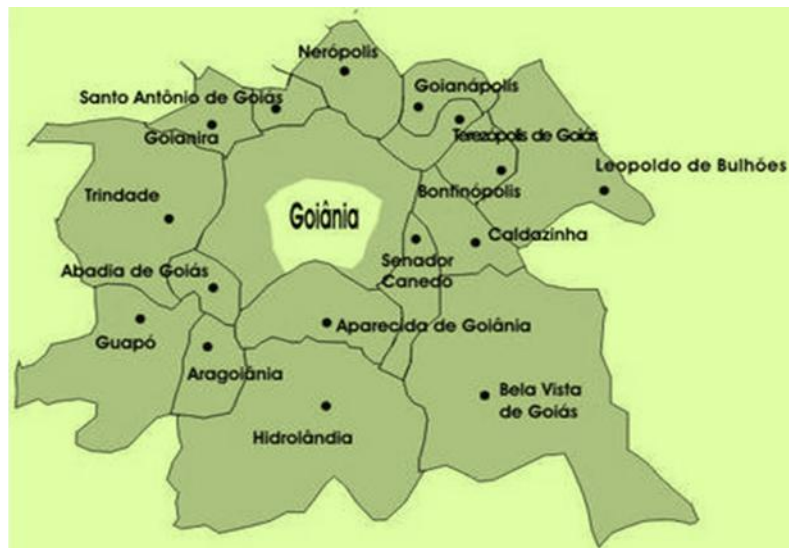 Nerópolis
Goianápolis
Santo Antônio de Goiás
Goianira
Terezópolis de Goiás
Leopoldo de Bulhões
Trindade
Bonfinópolis
Goiânia
Caldazinha
Senador
Canedo
Abadia de Goiás
Aparecida de Goiânia
Guapó
Aragoiânia
Bela Vista
de Goiás
Hidrolândia